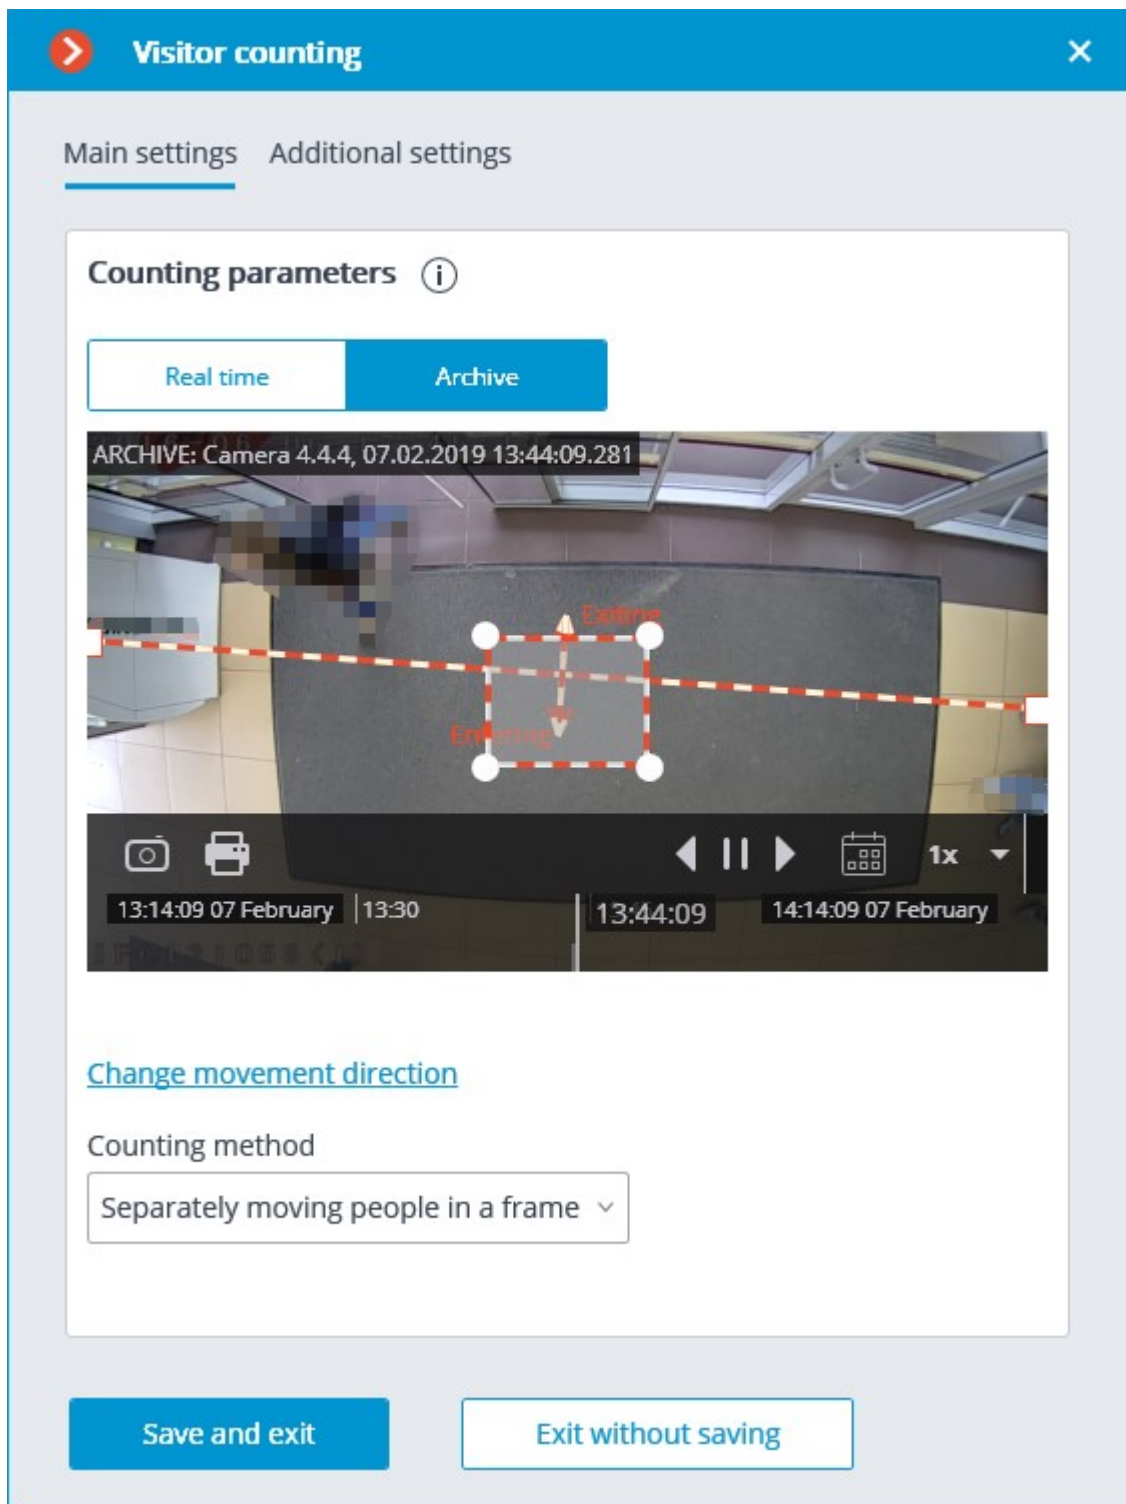 Visitor counting
Main settings Additional settings
Counting parameters i
Real time Archive
ARCHIVE: Camera 4.4.4, 07.02.2019 13:44:09.281
Exiting
Entering
1x
13:14:09 07 February 13:30 13:44:09 14:14:09 07 February
Change movement direction
Counting method
Separately moving people in a frame
Save and exit Exit without saving